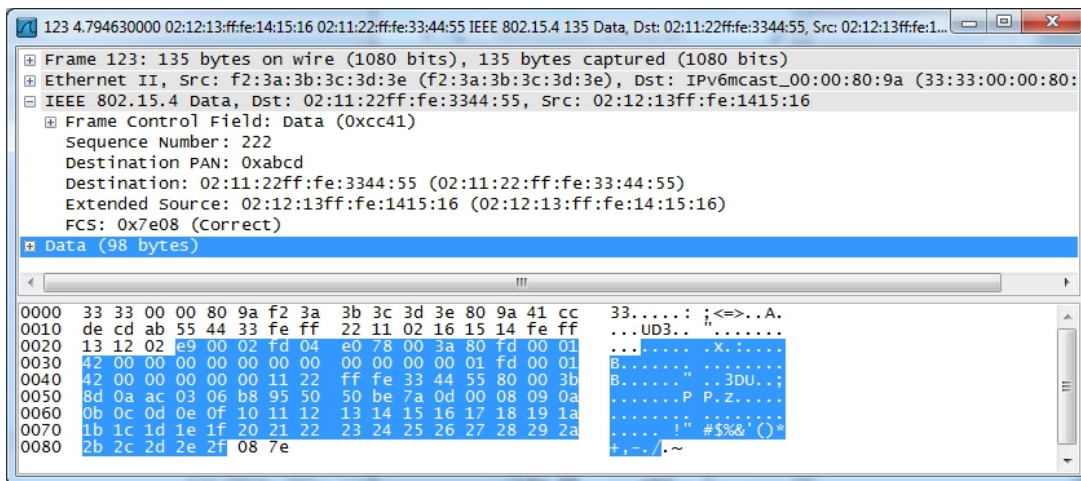 123 4.794630000 02:12:13:ff:fe:14:15:16 02:11:22:ff:fe:33:44:55 IEEE 802.15.4 135 Data, Dst: 02:11:22ff:fe:3344:55, Src: 02:12:13ff:fe:1...
Frame 123: 135 bytes on wire (1080 bits), 135 bytes captured (1080 bits)
Ethernet II, Src: f2:3a:3b:3c:3d:3e (f2:3a:3b:3c:3d:3e), Dst: IPv6mcast_00:00:80:9a (33:33:00:00:80:
IEEE 802.15.4 Data, Dst: 02:11:22ff:fe:3344:55, Src: 02:12:13ff:fe:1415:16
Frame Control Field: Data (0xcc41)
Sequence Number: 222
Destination PAN: 0xabcd
Destination: 02:11:22ff:fe:3344:55 (02:11:22:ff:fe:33:44:55)
Extended Source: 02:12:13ff:fe:1415:16 (02:12:13:ff:fe:14:15:16)
FCS: 0x7e08 (Correct)
Data (98 bytes)
0000 33 33 00 00 80 9a f2 3a 3b 3c 3d 3e 80 9a 41 cc 33.....: ;<=>..A.
0010 de cd ab 55 44 33 fe ff 22 11 02 16 15 14 fe ff ...UD3.. ".......
0020 13 12 02 e9 00 02 fd 04 e0 78 00 3a 80 fd 00 01 ........ .x.:....
0030 42 00 00 00 00 00 00 00 00 00 00 00 01 fd 00 01 B....... ........
0040 42 00 00 00 00 00 11 22 ff fe 33 44 55 80 00 3b B......" ..3DU..;
0050 8d 0a ac 03 06 b8 95 50 50 be 7a 0d 00 08 09 0a .......P P.z.....
0060 0b 0c 0d 0e 0f 10 11 12 13 14 15 16 17 18 19 1a ........ ........
0070 1b 1c 1d 1e 1f 20 21 22 23 24 25 26 27 28 29 2a ..... !" #$%&'()*
0080 2b 2c 2d 2e 2f 08 7e +,-./.~